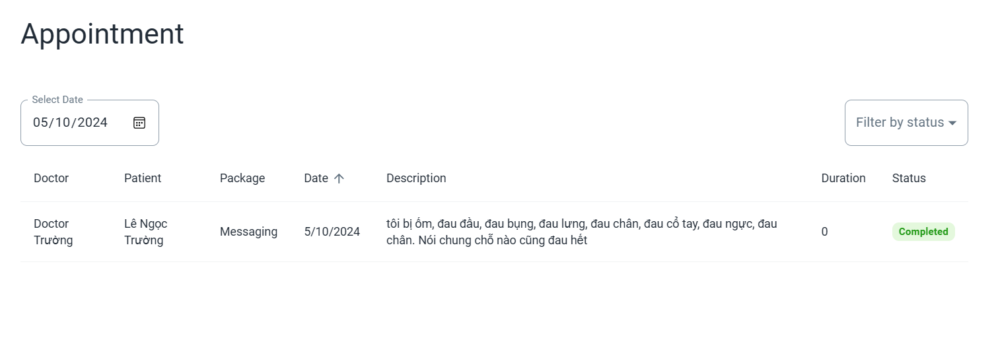 Appointment
Select Date
05/10/2024
Filter by status
Doctor Patient Package Date Description Duration Status
Doctor Trường Lê Ngọc Trường Messaging 5/10/2024 tôi bị ốm, đau đầu, đau bụng, đau lưng, đau chân, đau cổ tay, đau ngực, đau
chân. Nói chung chỗ nào cũng đau hết 0 Completed